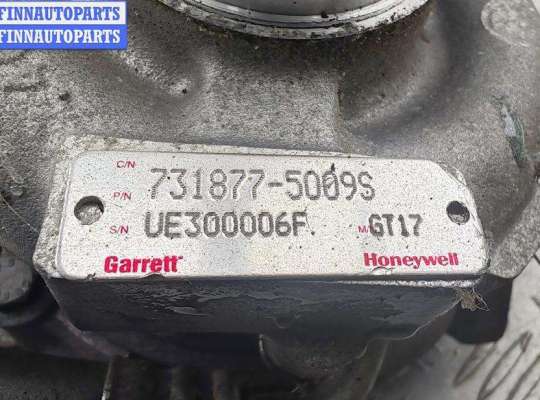 FINNAUTOPARTS
FINNAUTOPARTS
C/N
P/N 731877-5009S
S/N UE300006F. M/ GT17
Garrett Honeywell